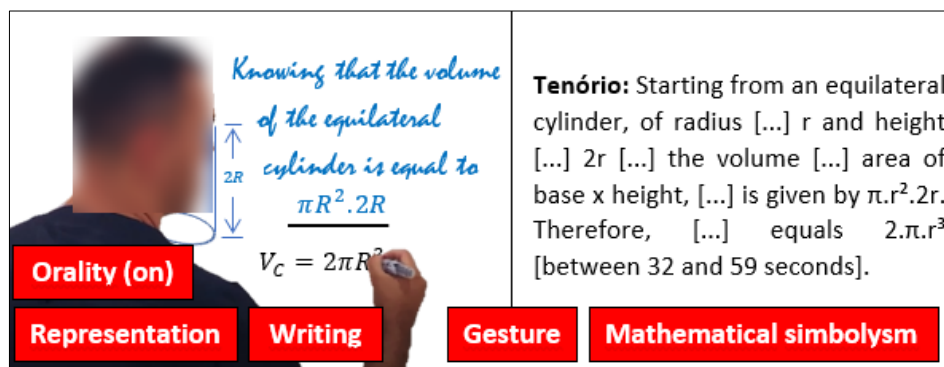 Knowing that the volume
of the equilateral
cylinder is equal to
πR².2R
2R
V_C = 2πR³
Orality (on)
Representation
Writing
Gesture
Mathematical simbolysm
Tenório: Starting from an equilateral
cylinder, of radius [...] r and height
[...] 2r [...] the volume [...] area of
base x height, [...] is given by π.r².2r.
Therefore, [...] equals 2.π.r³
[between 32 and 59 seconds].